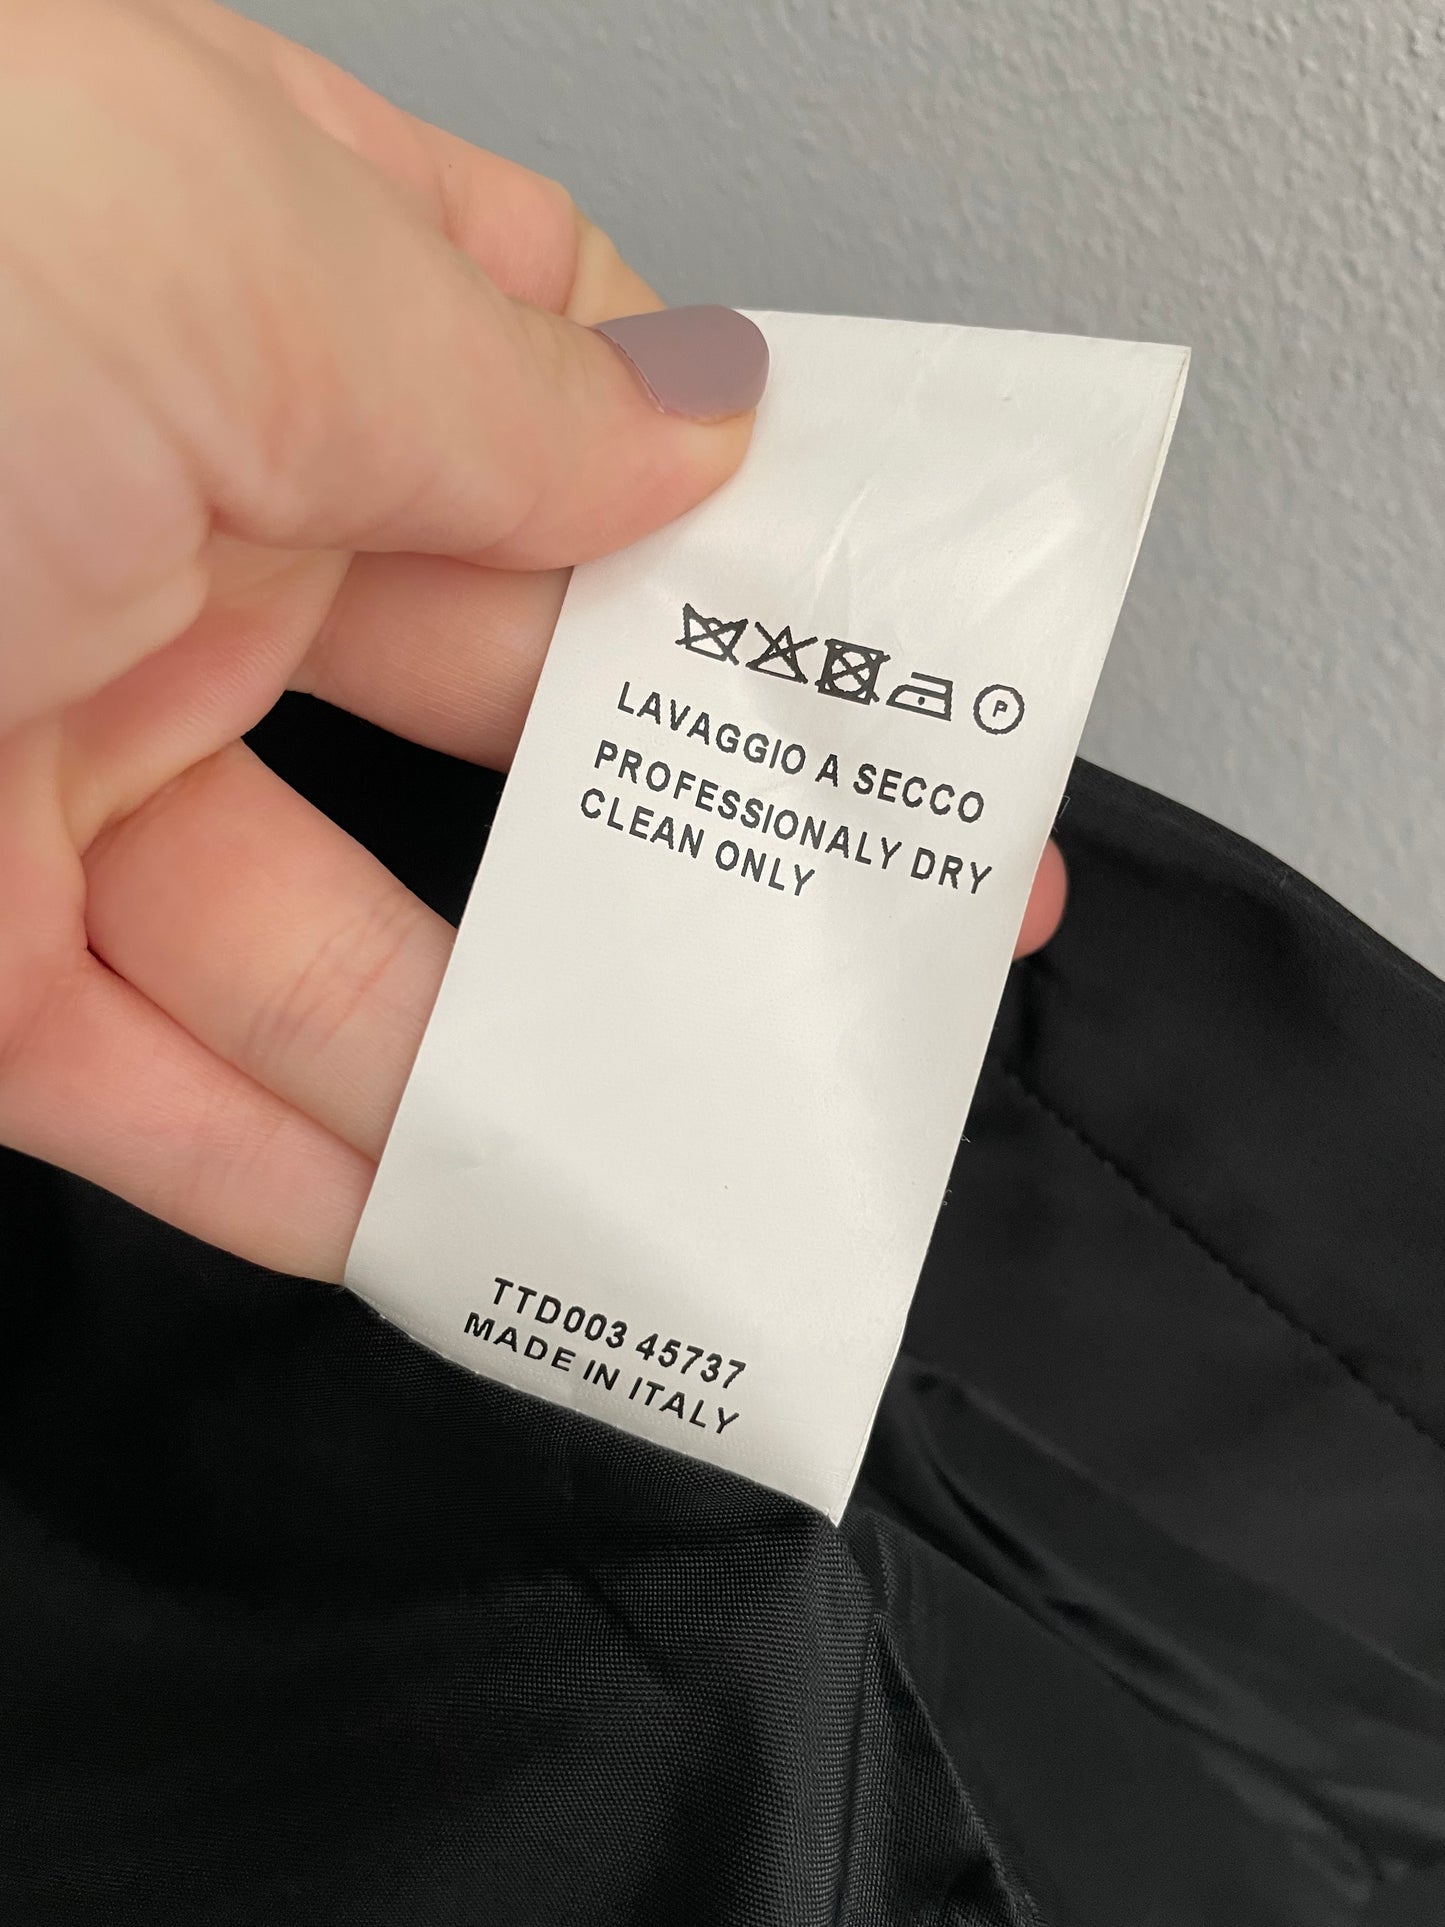 P
LAVAGGIO A SECCO
PROFESSIONALY DRY
CLEAN ONLY
TTD003 45737
MADE IN ITALY